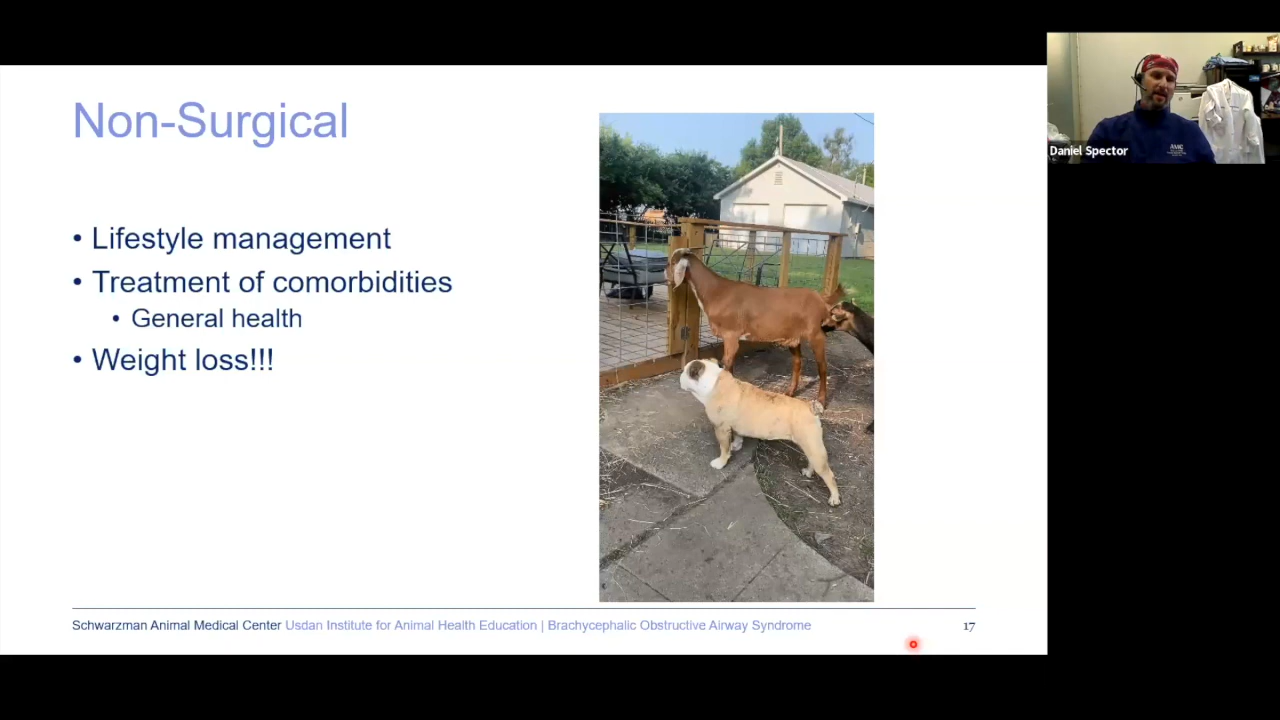 Non-Surgical
• Lifestyle management
• Treatment of comorbidities
• General health
• Weight loss!!!
Schwarzman Animal Medical Center Usdan Institute for Animal Health Education | Brachycephalic Obstructive Airway Syndrome
17
Daniel Spector
AMC